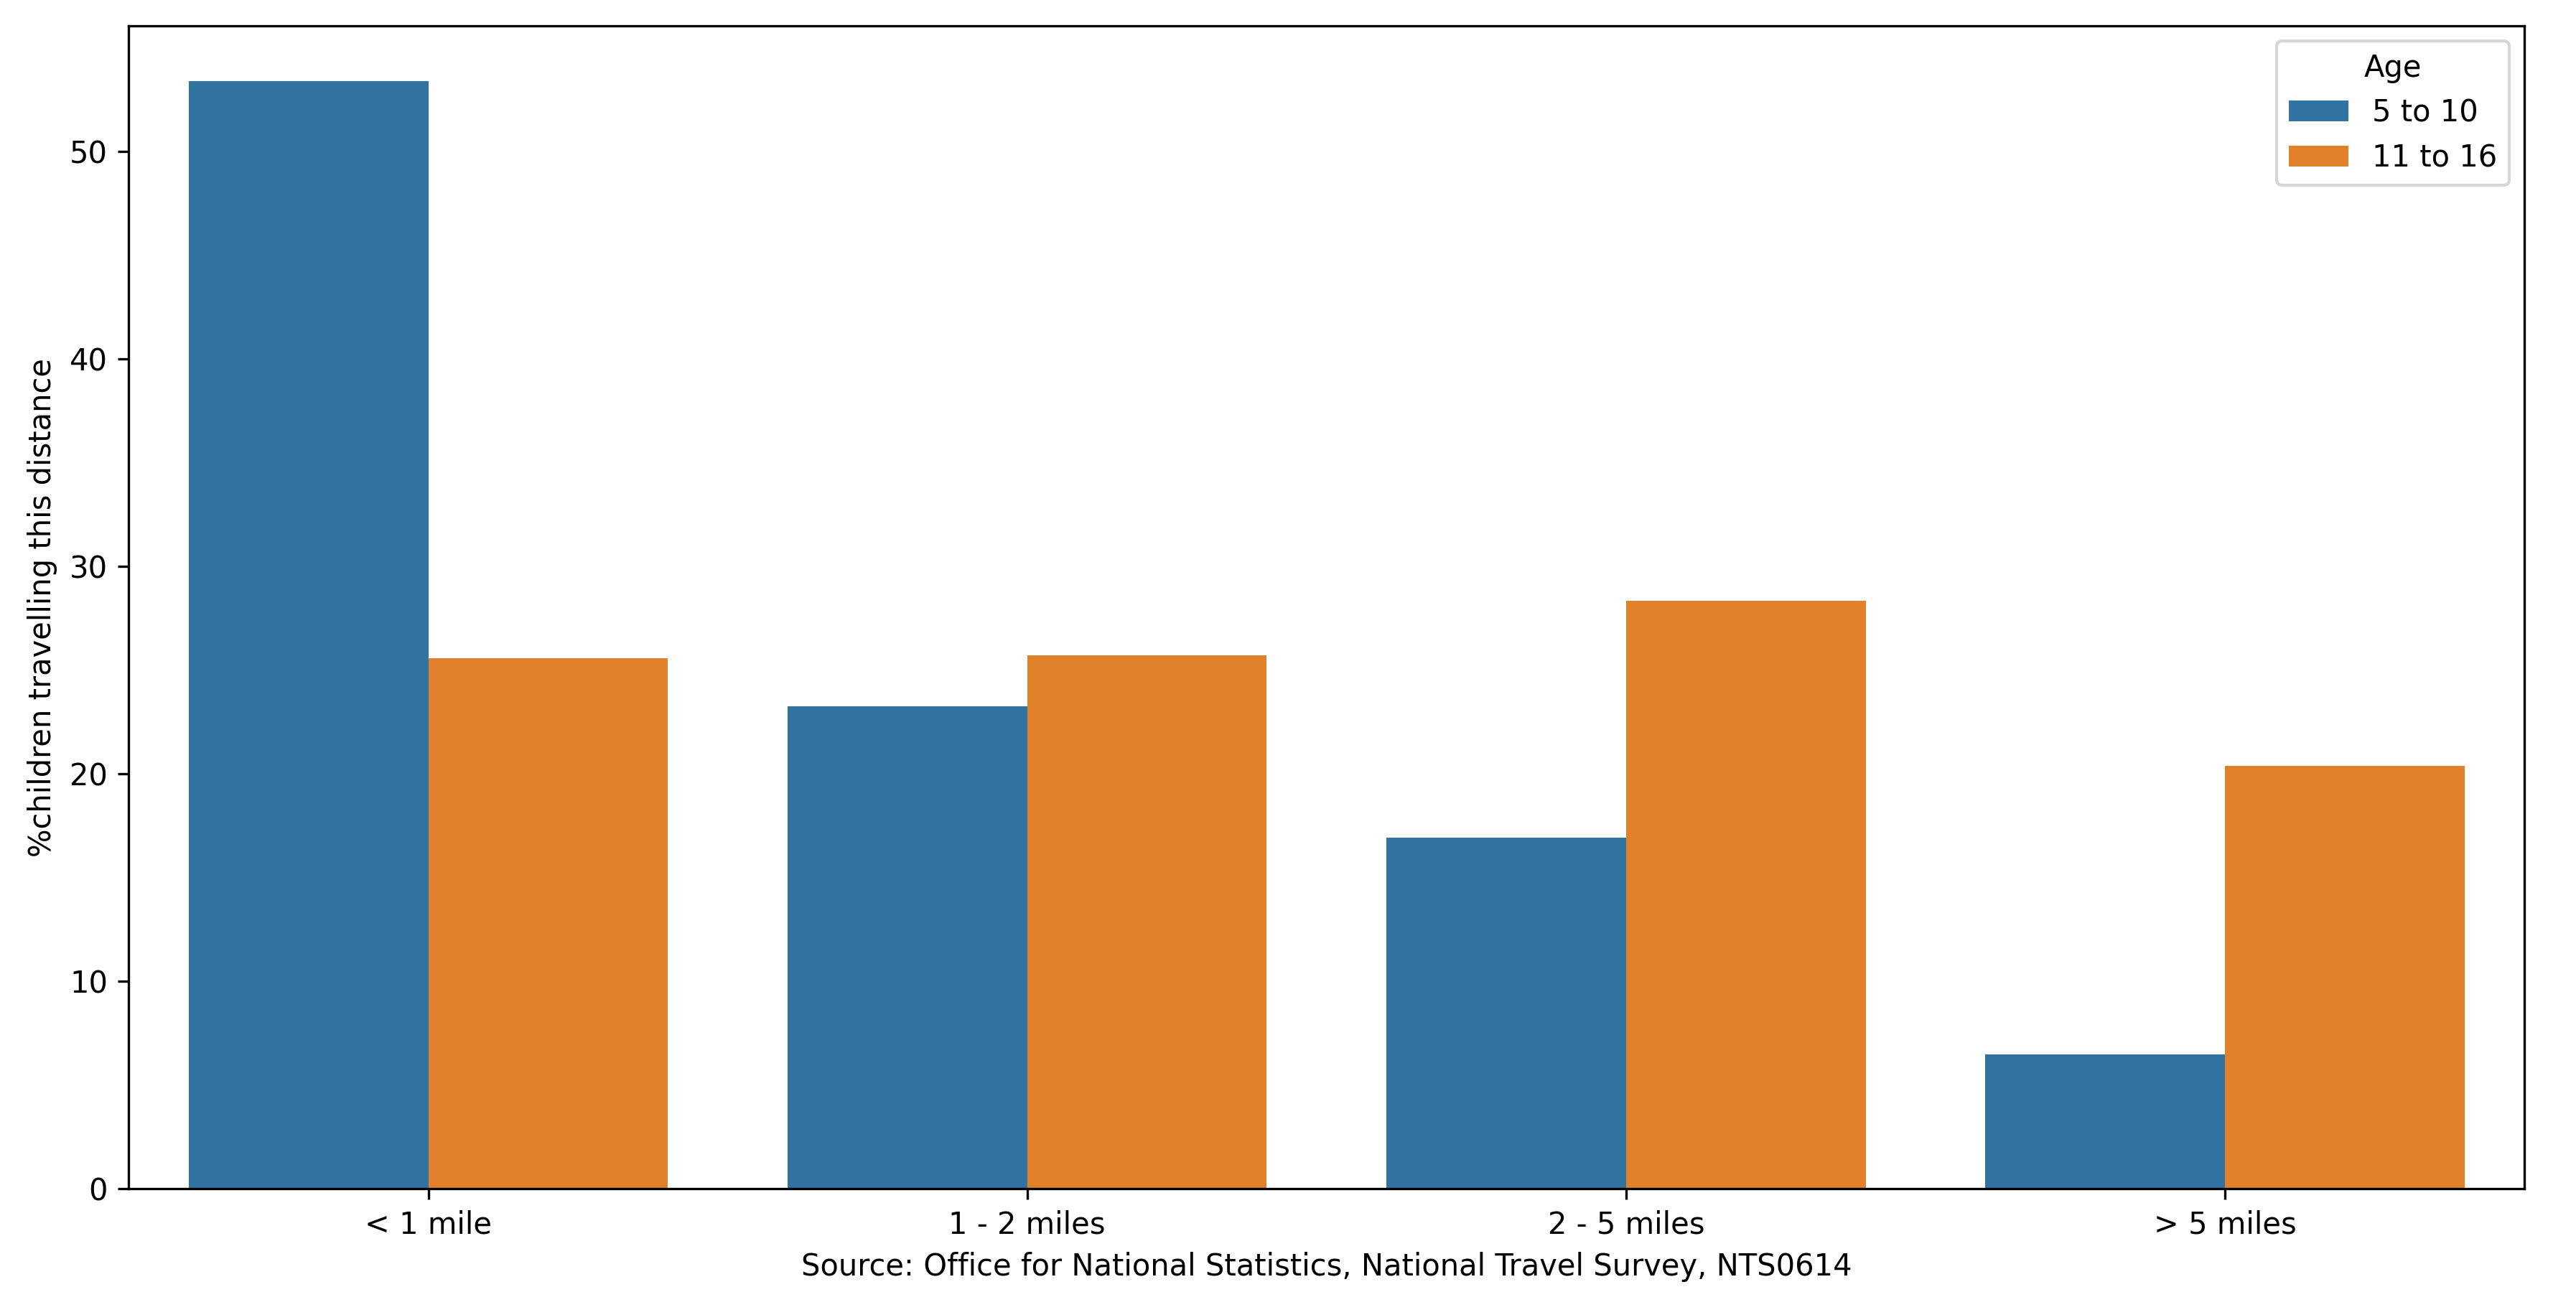 Age
5 to 10
11 to 16
%children travelling this distance
50
40
30
20
10
0
< 1 mile
1 - 2 miles
2 - 5 miles
> 5 miles
Source: Office for National Statistics, National Travel Survey, NTS0614